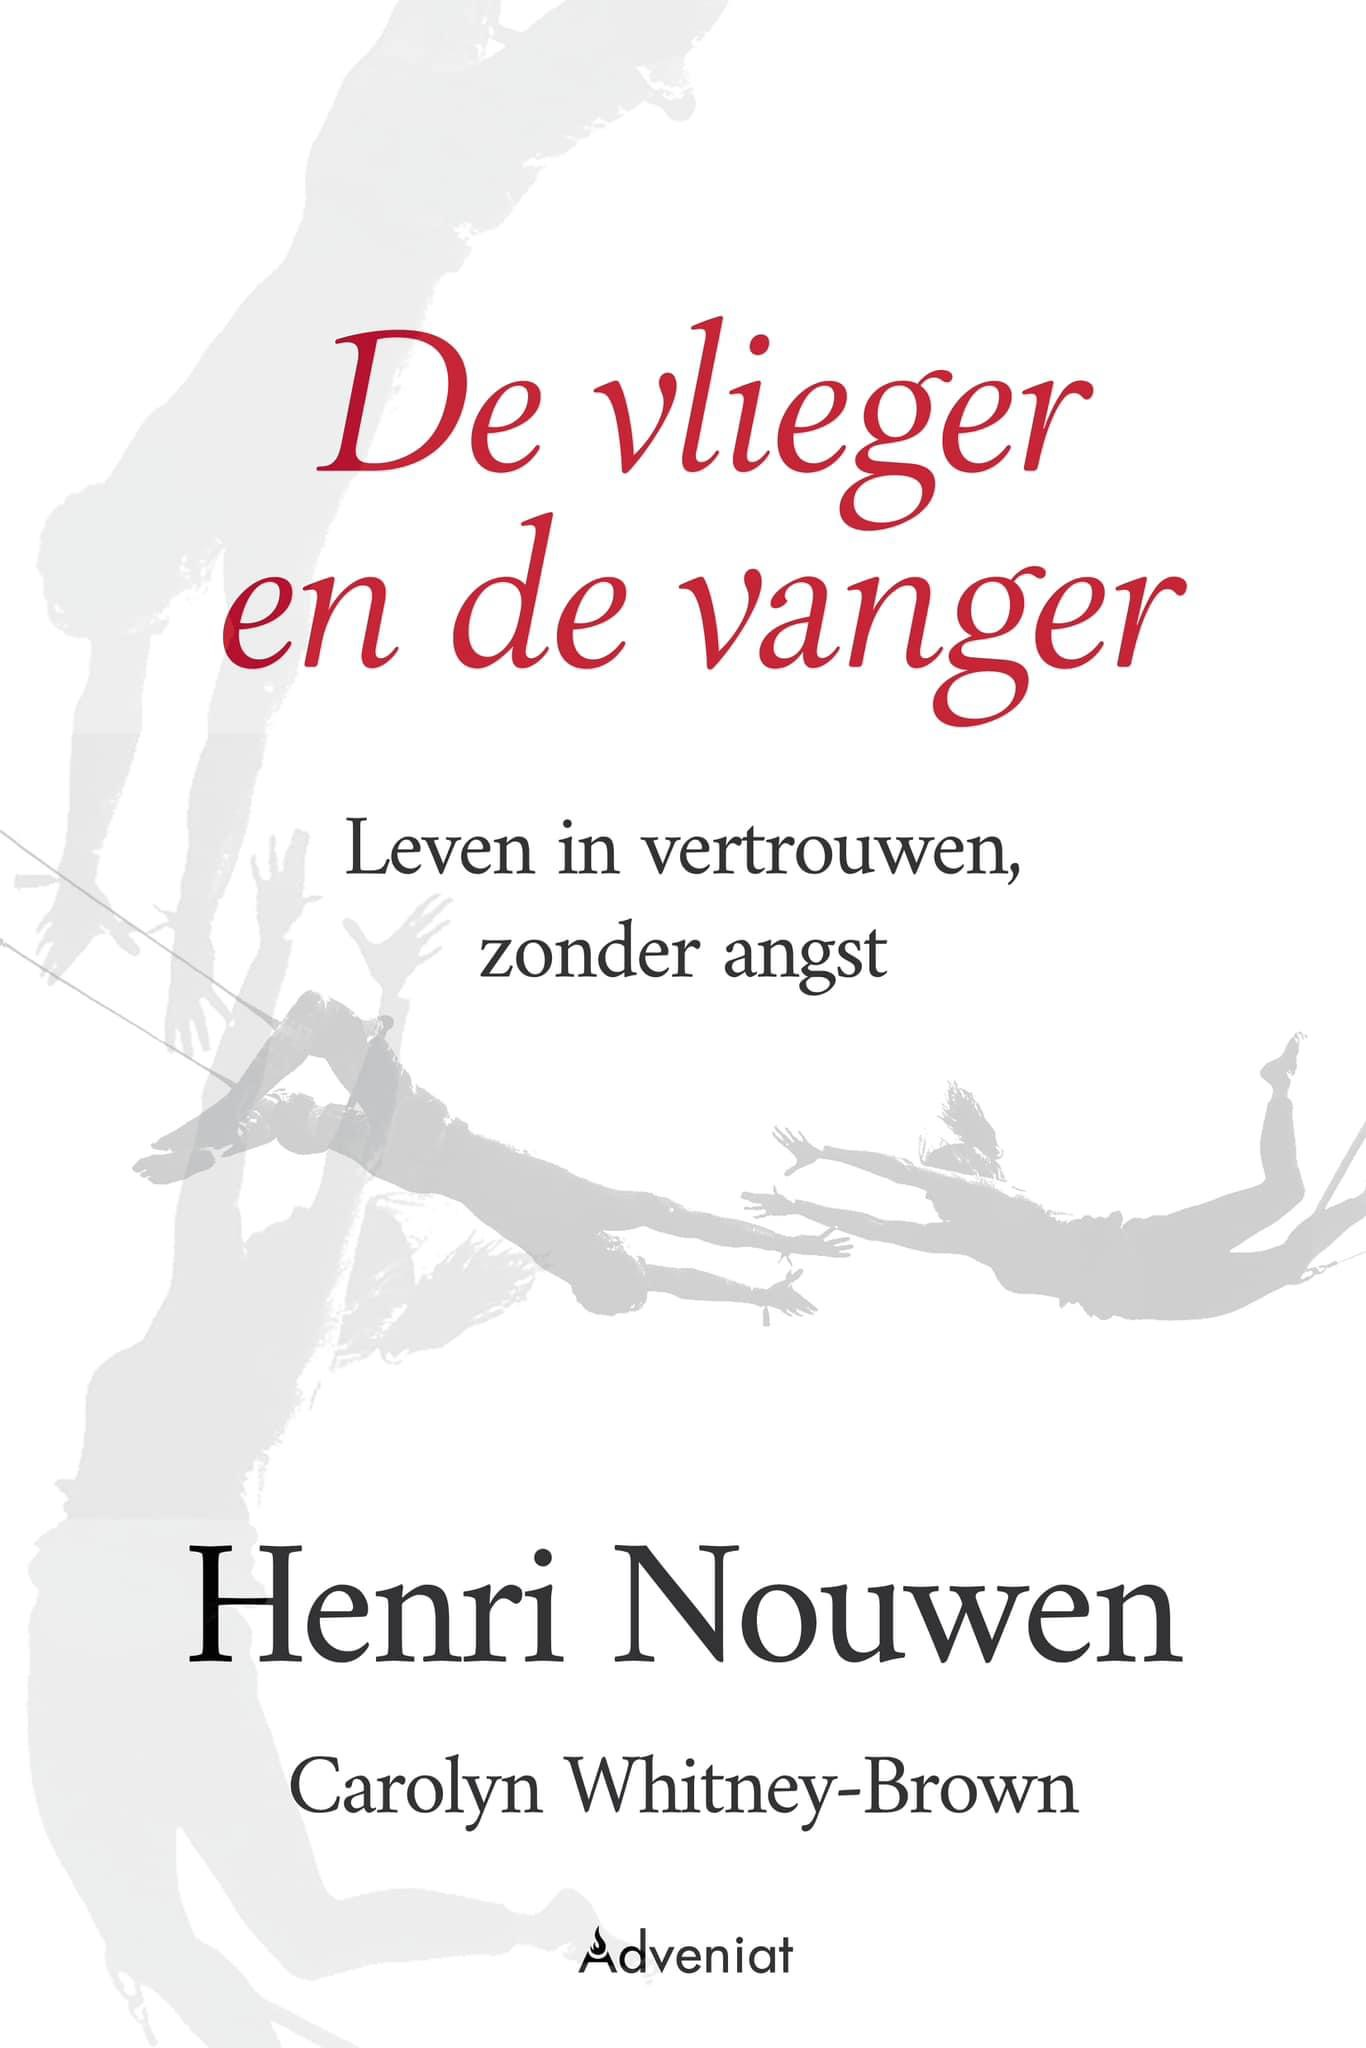 De vlieger
en de vanger
Leven in vertrouwen,
zonder angst
Henri Nouwen
Carolyn Whitney-Brown
Adveniat